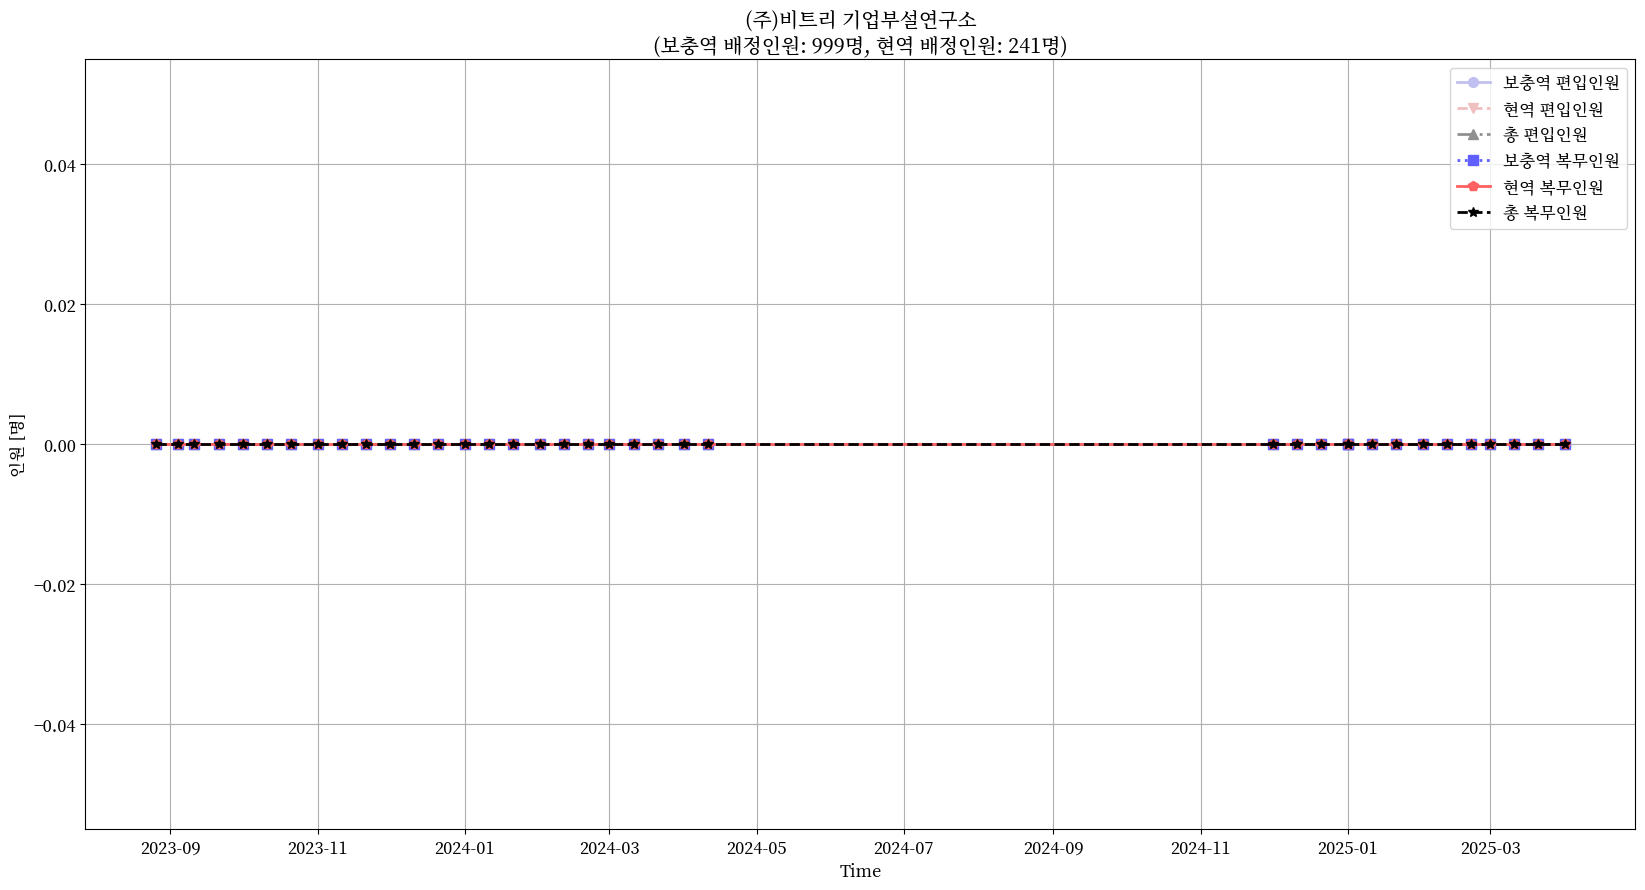 (주)비트리 기업부설연구소
(보충역 배정인원: 999명, 현역 배정인원: 241명)
보충역 편입인원
현역 편입인원
총 편입인원
보충역 복무인원
현역 복무인원
총 복무인원
인원 [명]
0.04
0.02
0.00
−0.02
−0.04
2023-09
2023-11
2024-01
2024-03
2024-05
2024-07
2024-09
2024-11
2025-01
2025-03
Time